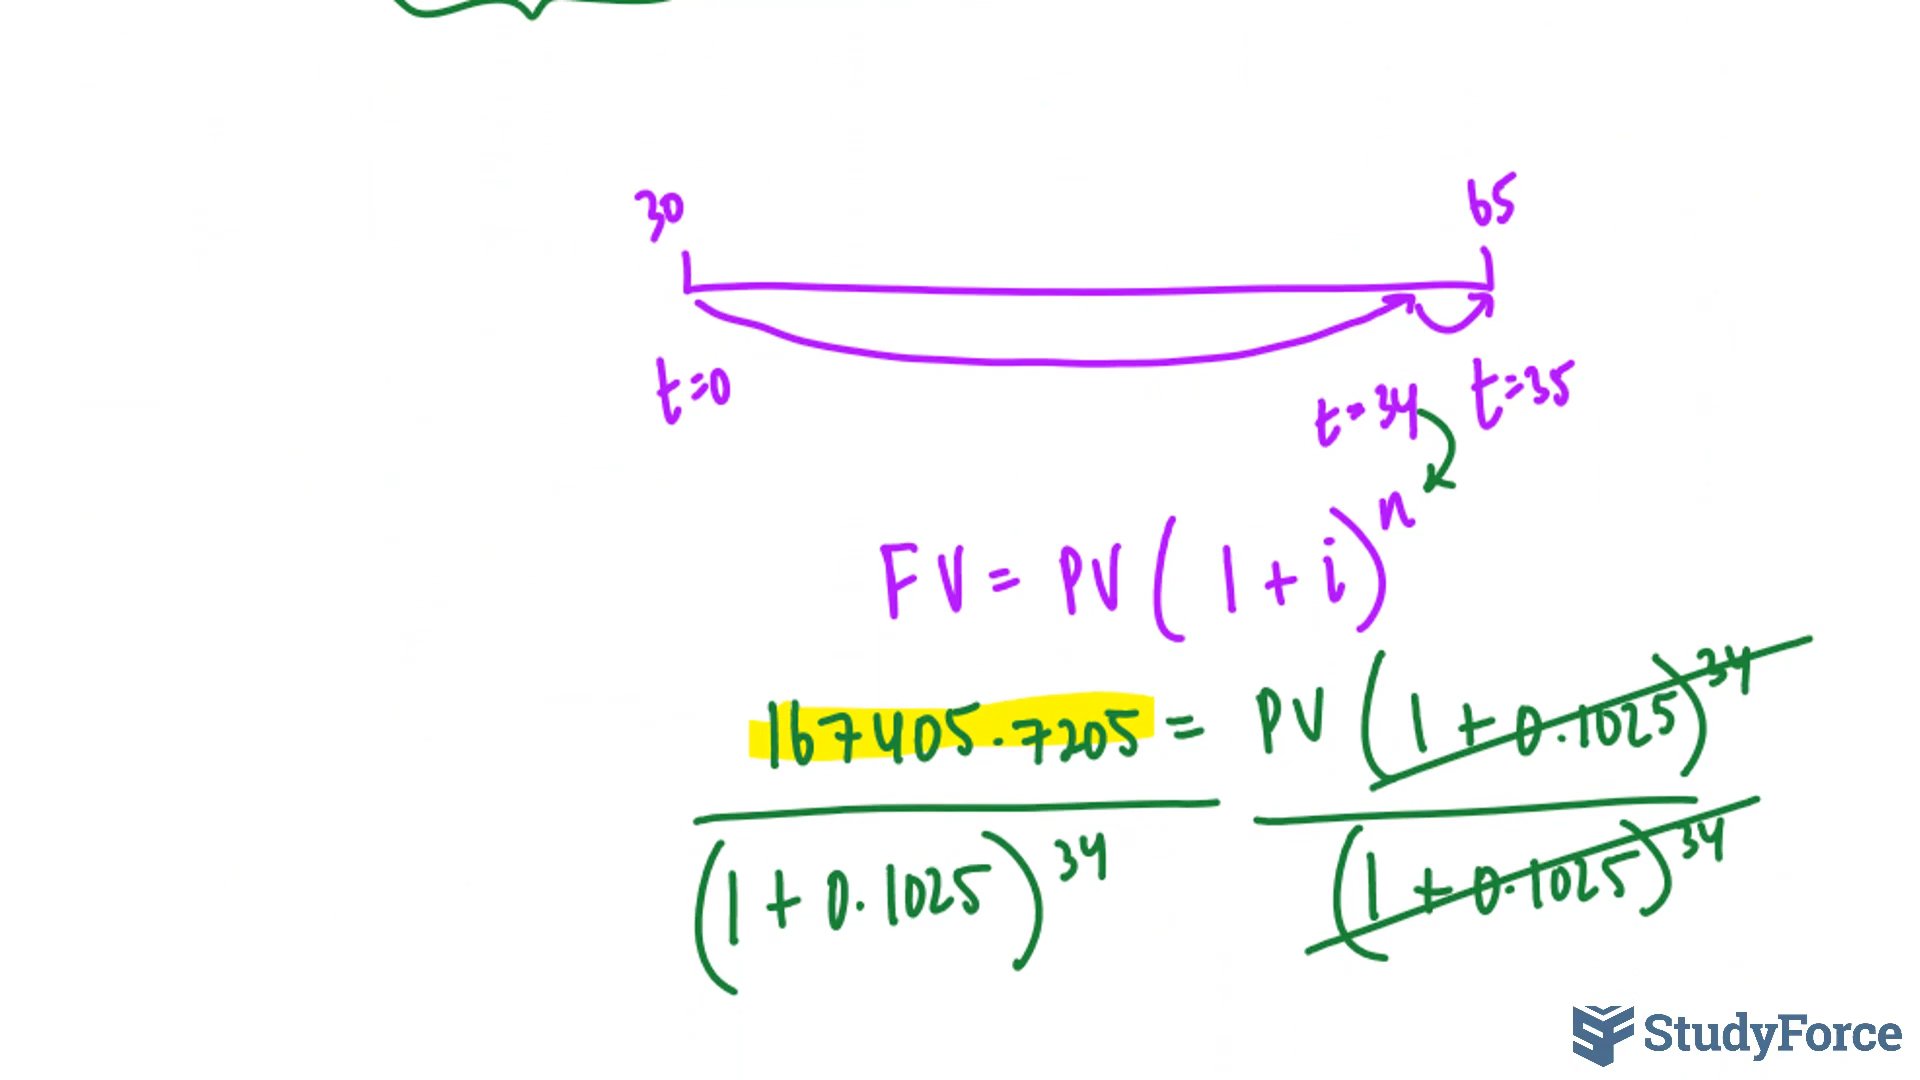 30 65
t=0 t=34 t=35
FV = PV(1+i)^n
167405.7205 = PV(1+0.1025)^34
(1+0.1025)^34 (1+0.1025)^34
StudyForce